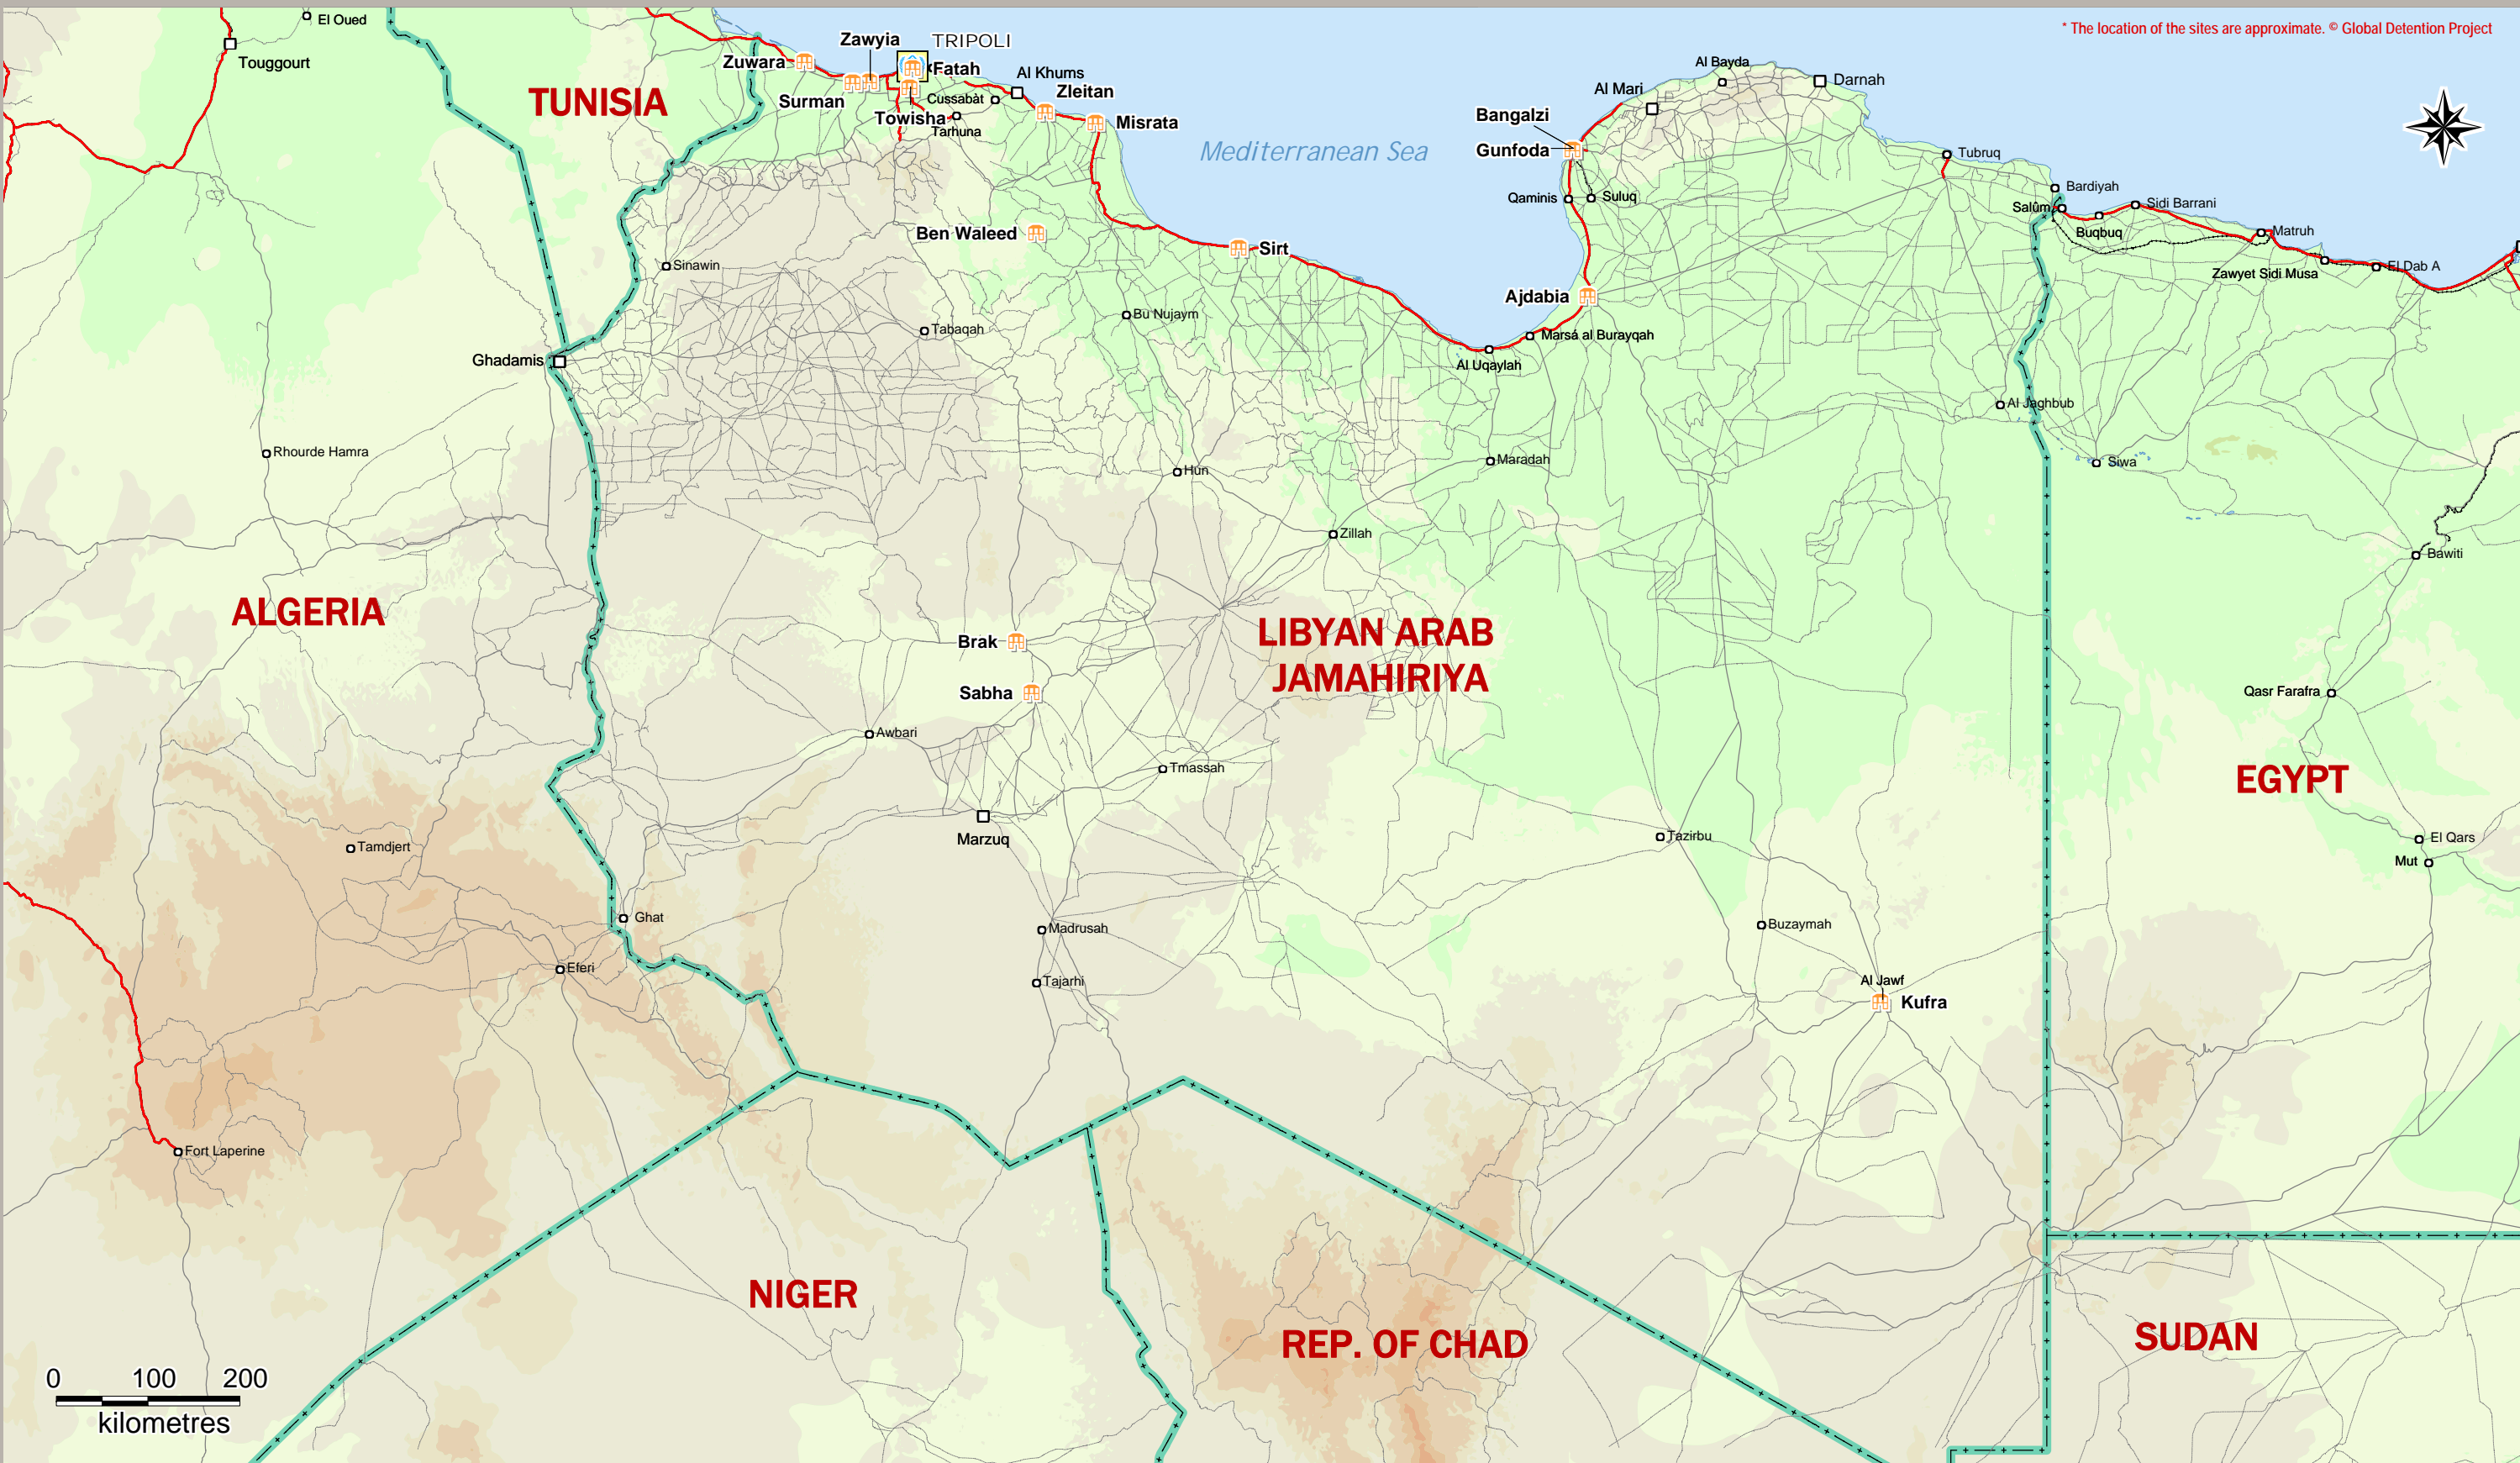 * The location of the sites are approximate. © Global Detention Project
El Oued
Touggourt
TUNISIA
Zuwara
Zawyia
TRIPOLI
Fatah
Surman
Towisha
Cussabàt
Tarhuna
Al Khums
Zleitan
Misrata
Mediterranean Sea
Al Bayda
Darnah
Al Mari
Bangalzi
Gunfoda
Qaminis
Suluq
Tubruq
Bardiyah
Salûm
Sidi Barrani
Buqbuq
Matruh
Zawyet Sidi Musa
El Dab A
Ben Waleed
Sirt
Sinawin
Ajdabia
Bu Nujaym
Tabaqah
Marsá al Burayqah
Al Uqaylah
Ghadamis
Al Jaghbub
Rhourde Hamra
Hun
Maradah
Siwa
Zillah
Bawiti
ALGERIA
Brak
LIBYAN ARAB
JAMAHIRIYA
Sabha
Qasr Farafra
Awbari
Tmassah
EGYPT
Marzuq
Tazirbu
El Qars
Mut
Tamdjert
Ghat
Madrusah
Buzaymah
Eferi
Tajarhi
Al Jawf
Kufra
Fort Laperine
NIGER
REP. OF CHAD
SUDAN
0 100 200
kilometres